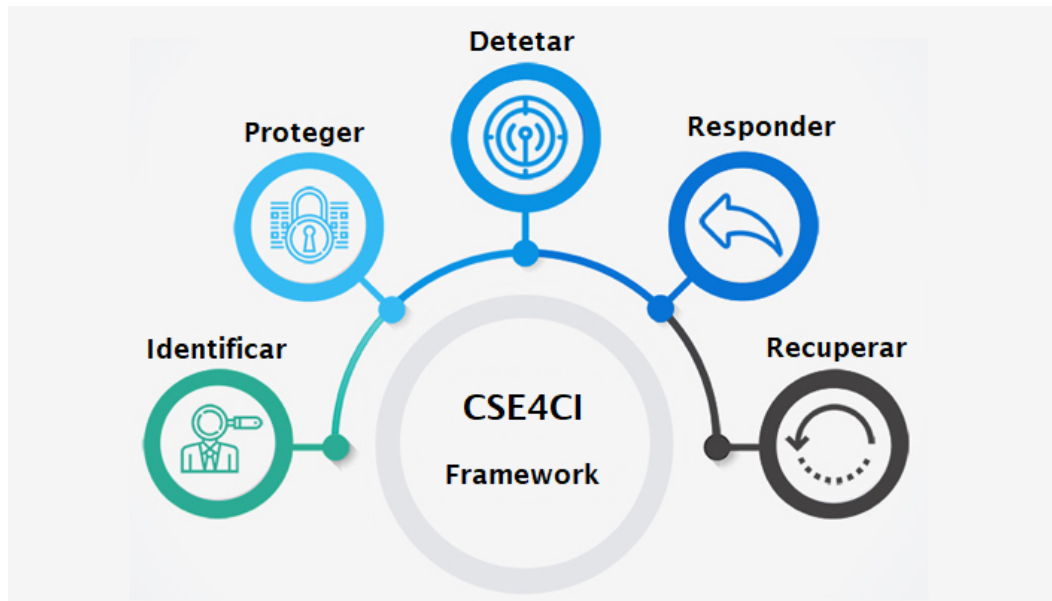 Detetar
Proteger
Responder
Identificar
Recuperar
CSE4CI
Framework